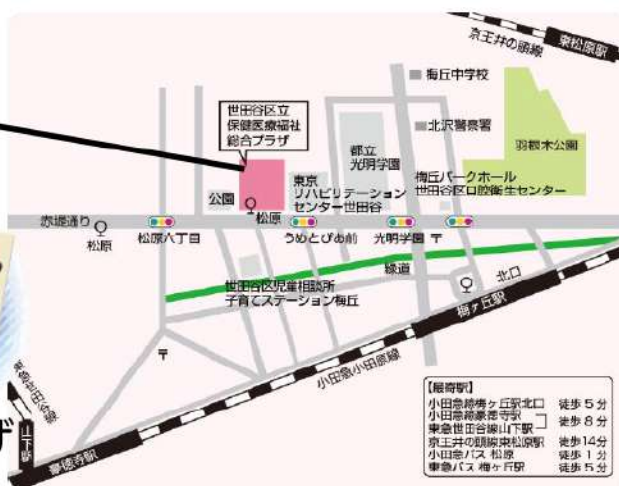 京王井の頭線
東松原駅
梅丘中学校
世田谷区立
保健医療福祉
総合プラザ
北沢警察署
羽根木公園
都立
光明学園
梅丘パークホール
世田谷区口腔衛生センター
公園
東京
リハビリテーション
センター世田谷
松原
赤堤通り
松原
松原六丁目
うめとぴあ前
光明学園
〒
緑道
世田谷区児童相談所
子育てステーション梅丘
北口
梅ヶ丘駅
〒
小田急小田原線
東急世田谷線
山下駅
ザ
豪徳寺駅
【最寄駅】
小田急線梅ヶ丘駅北口 徒歩5分
小田急線豪徳寺駅
東急世田谷線山下駅 徒歩8分
京王井の頭線東松原駅 徒歩14分
小田急バス 松原 徒歩1分
東急バス 梅ヶ丘駅 徒歩5分